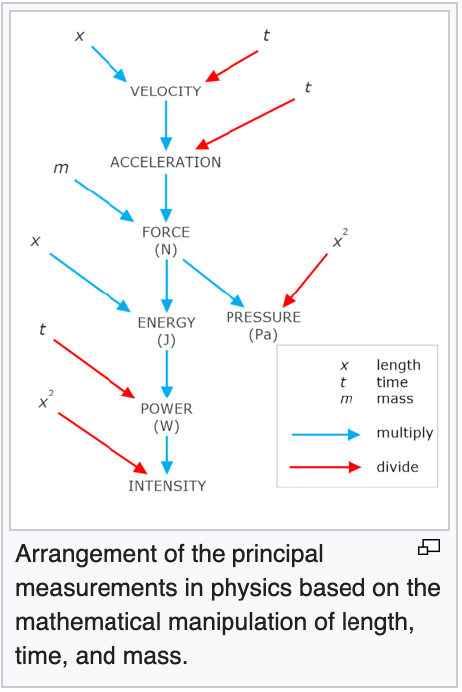 x
t
VELOCITY
t
ACCELERATION
m
FORCE
(N)
x
x²
ENERGY
(J)
PRESSURE
(Pa)
t
x²
POWER
(W)
INTENSITY
x length
t time
m mass
multiply
divide
Arrangement of the principal
measurements in physics based on the
mathematical manipulation of length,
time, and mass.